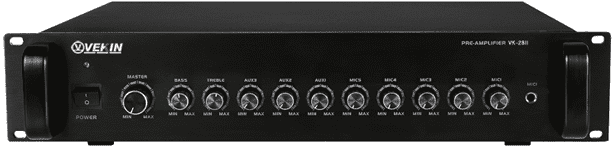 VEKIN
PRE-AMPLIFIER VK-2811
MASTER BASS TREBLE AUX3 AUX2 AUX1 MIC5 MIC4 MIC3 MIC2 MIC1 MIC1
POWER
MIN MAX MIN MAX MIN MAX MIN MAX MIN MAX MIN MAX MIN MAX MIN MAX MIN MAX MIN MAX MIN MAX